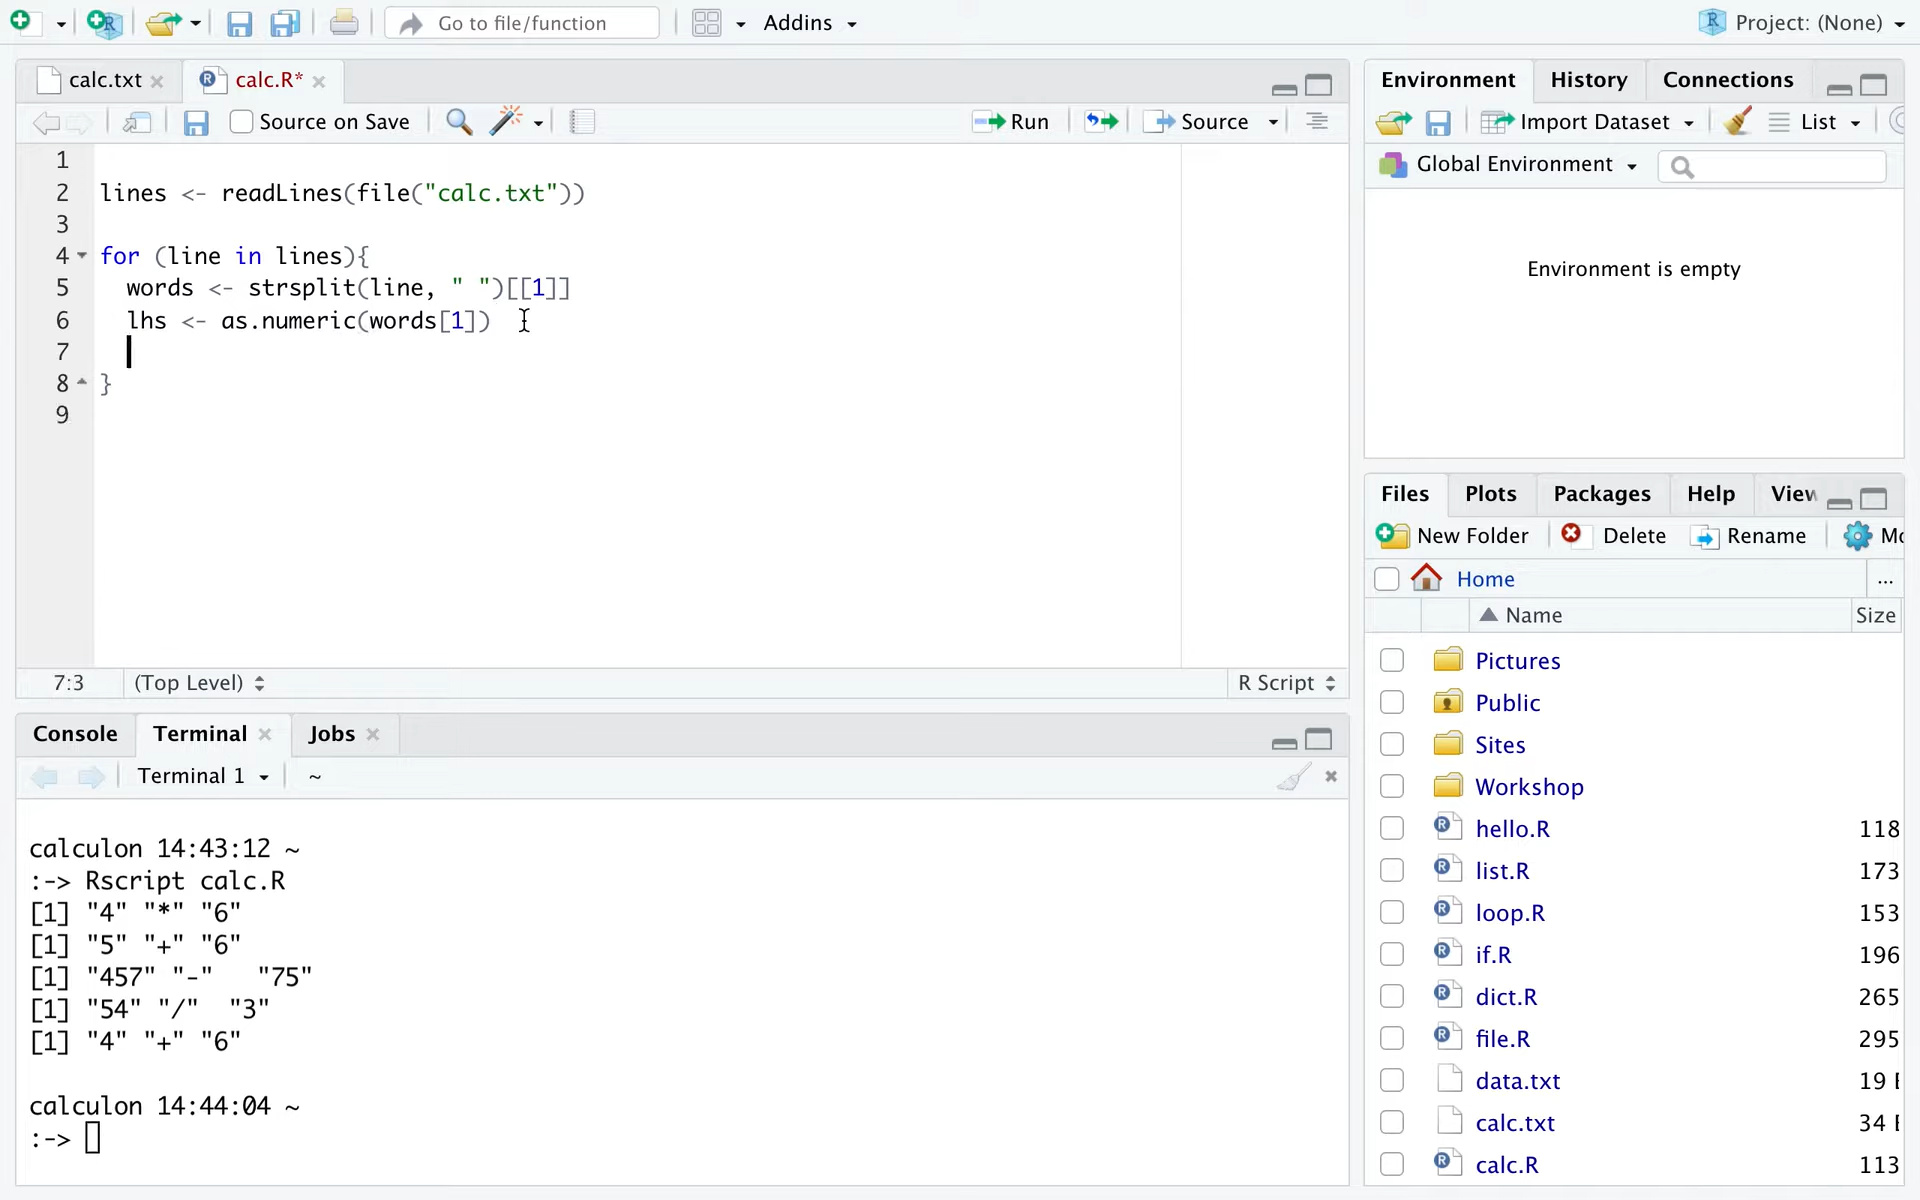 Go to file/function
Addins
Project: (None)
calc.txt
calc.R*
Source on Save
Run
Source
1
2 lines <- readLines(file("calc.txt"))
3
4 for (line in lines){
5 words <- strsplit(line, " ")[[1]]
6 lhs <- as.numeric(words[1])
7
8 }
9
7:3 (Top Level) R Script
Console Terminal Jobs
Terminal 1 ~
calculon 14:43:12 ~
:-> Rscript calc.R
[1] "4" "*" "6"
[1] "5" "+" "6"
[1] "457" "-"   "75"
[1] "54" "/"  "3"
[1] "4" "+" "6"
calculon 14:44:04 ~
:->
Environment History Connections
Import Dataset List
Global Environment
Environment is empty
Files Plots Packages Help View
New Folder Delete Rename Mo
Home ...
Name Size
Pictures
Public
Sites
Workshop
hello.R 118
list.R 173
loop.R 153
if.R 196
dict.R 265
file.R 295
data.txt 19
calc.txt 34
calc.R 113